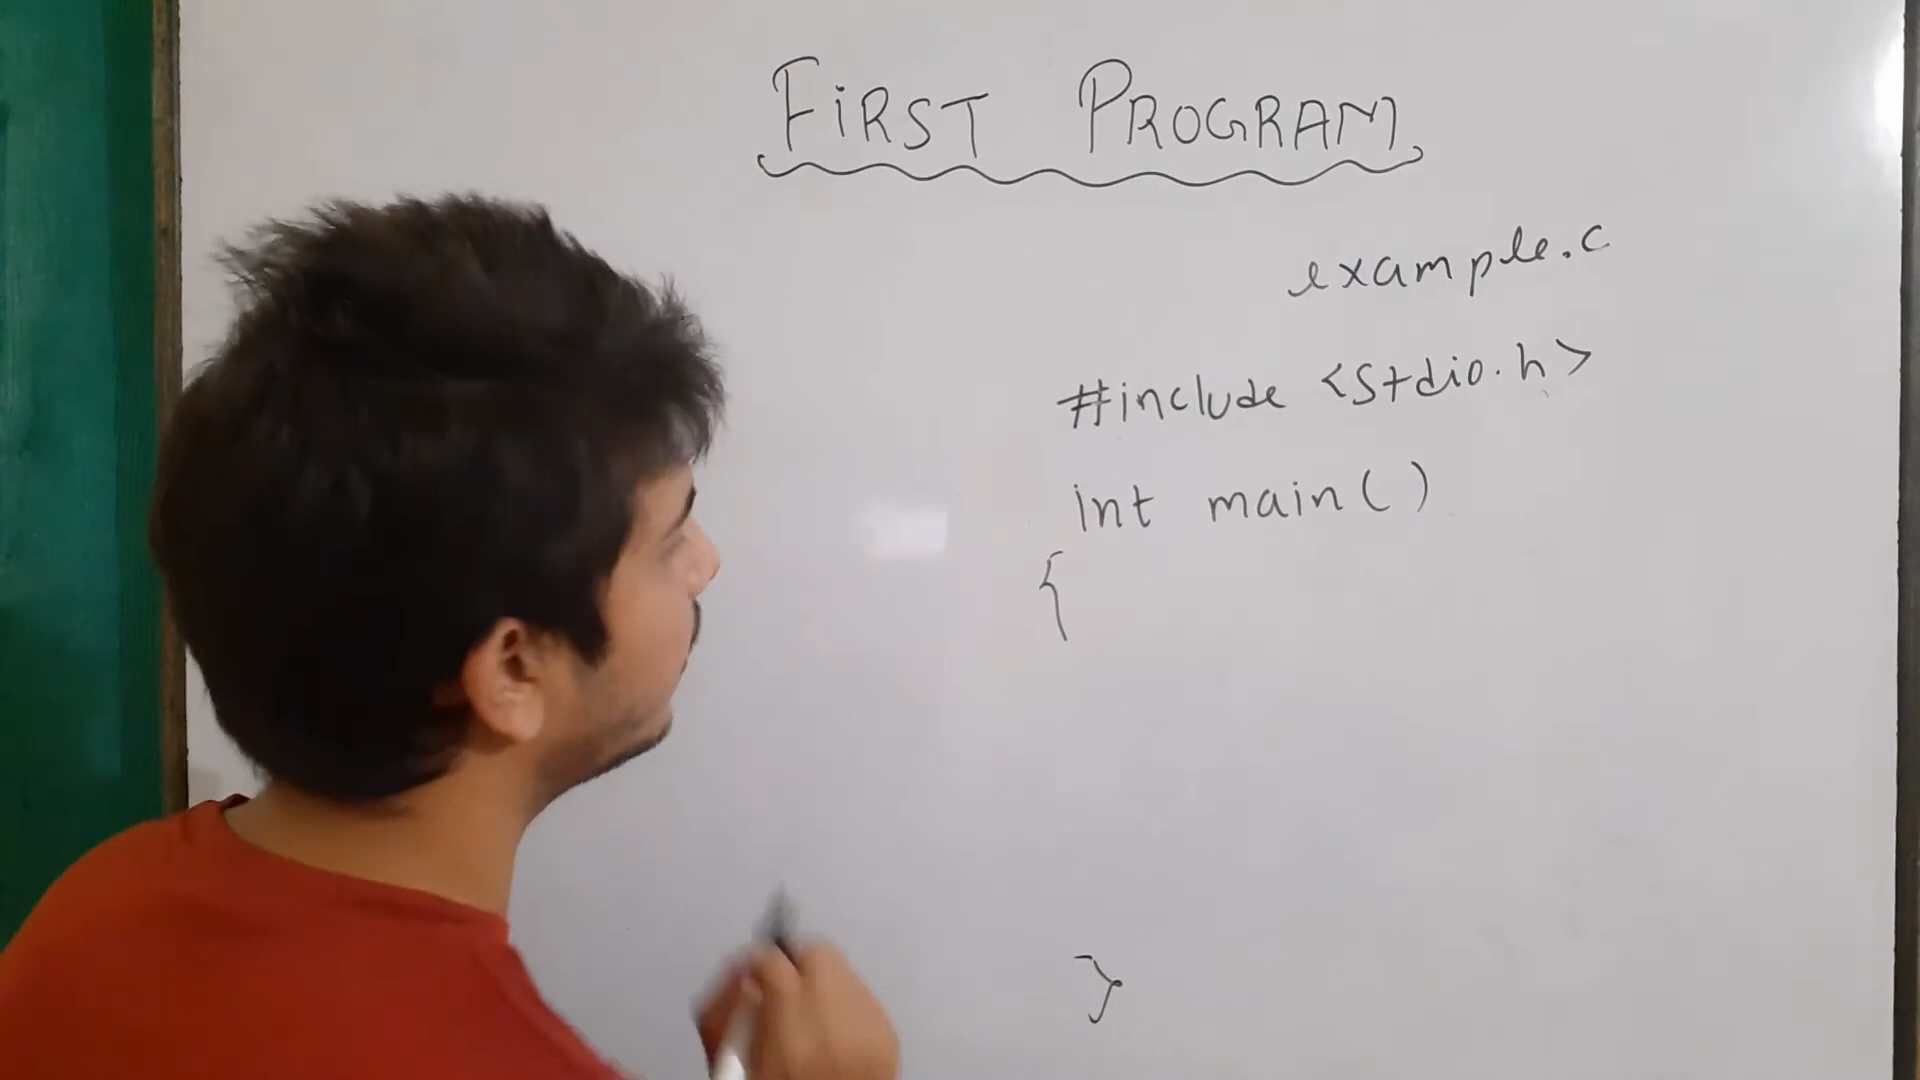 FiRST PROGRAM
example.c
#include <Stdio.h>
int main()
{
}